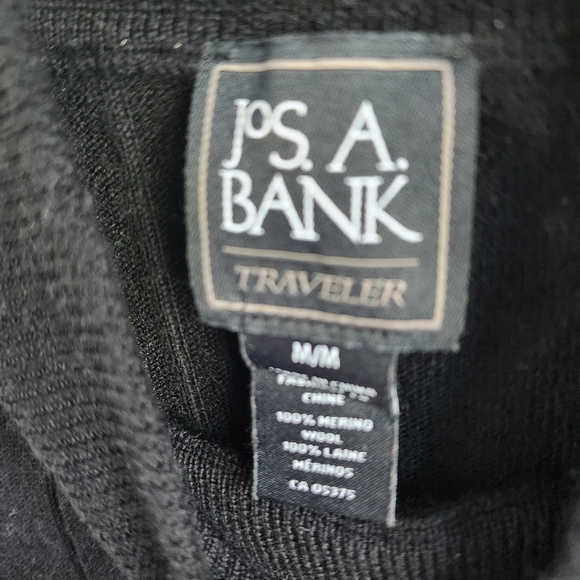 JoS. A.
BANK
TRAVELER
M/M
CHINE
100% MERINO
WOOL
100% LAINE
MÉRINOS
CA 05375